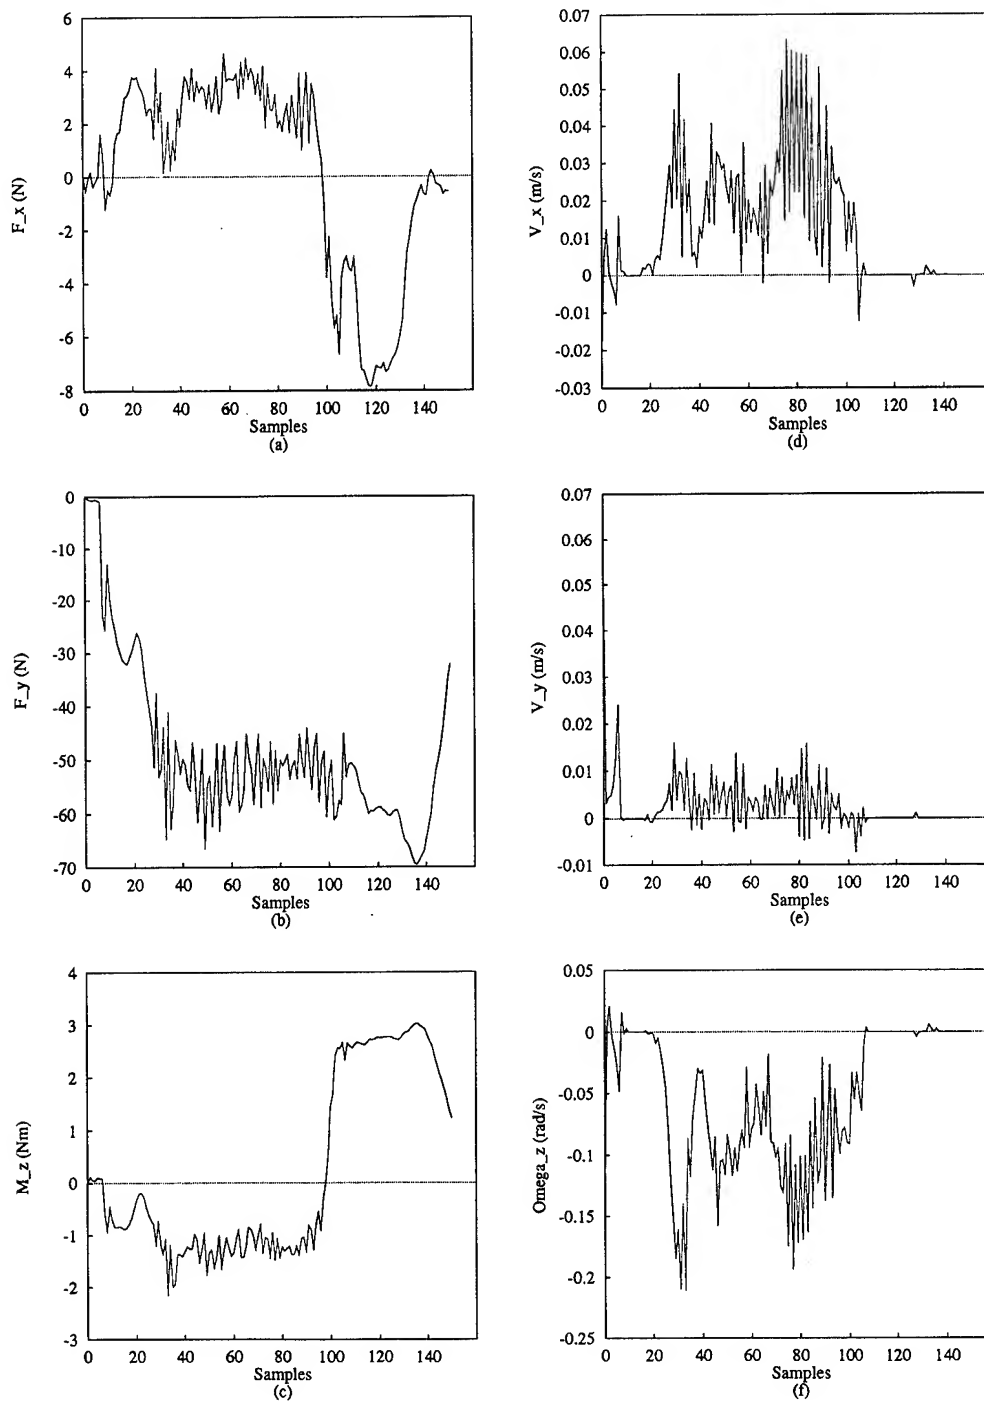 6
4
2
0
-2
-4
-6
-8
F_x (N)
0 20 40 60 80 100 120 140
Samples
(a)
0.07
0.06
0.05
0.04
0.03
0.02
0.01
0
-0.01
-0.02
-0.03
V_x (m/s)
0 20 40 60 80 100 120 140
Samples
(d)
0
-10
-20
-30
-40
-50
-60
-70
F_y (N)
0 20 40 60 80 100 120 140
Samples
(b)
0.07
0.06
0.05
0.04
0.03
0.02
0.01
0
-0.01
V_y (m/s)
0 20 40 60 80 100 120 140
Samples
(e)
4
3
2
1
0
-1
-2
-3
M_z (Nm)
0 20 40 60 80 100 120 140
Samples
(c)
0.05
0
-0.05
-0.1
-0.15
-0.2
-0.25
Omega_z (rad/s)
0 20 40 60 80 100 120 140
Samples
(f)